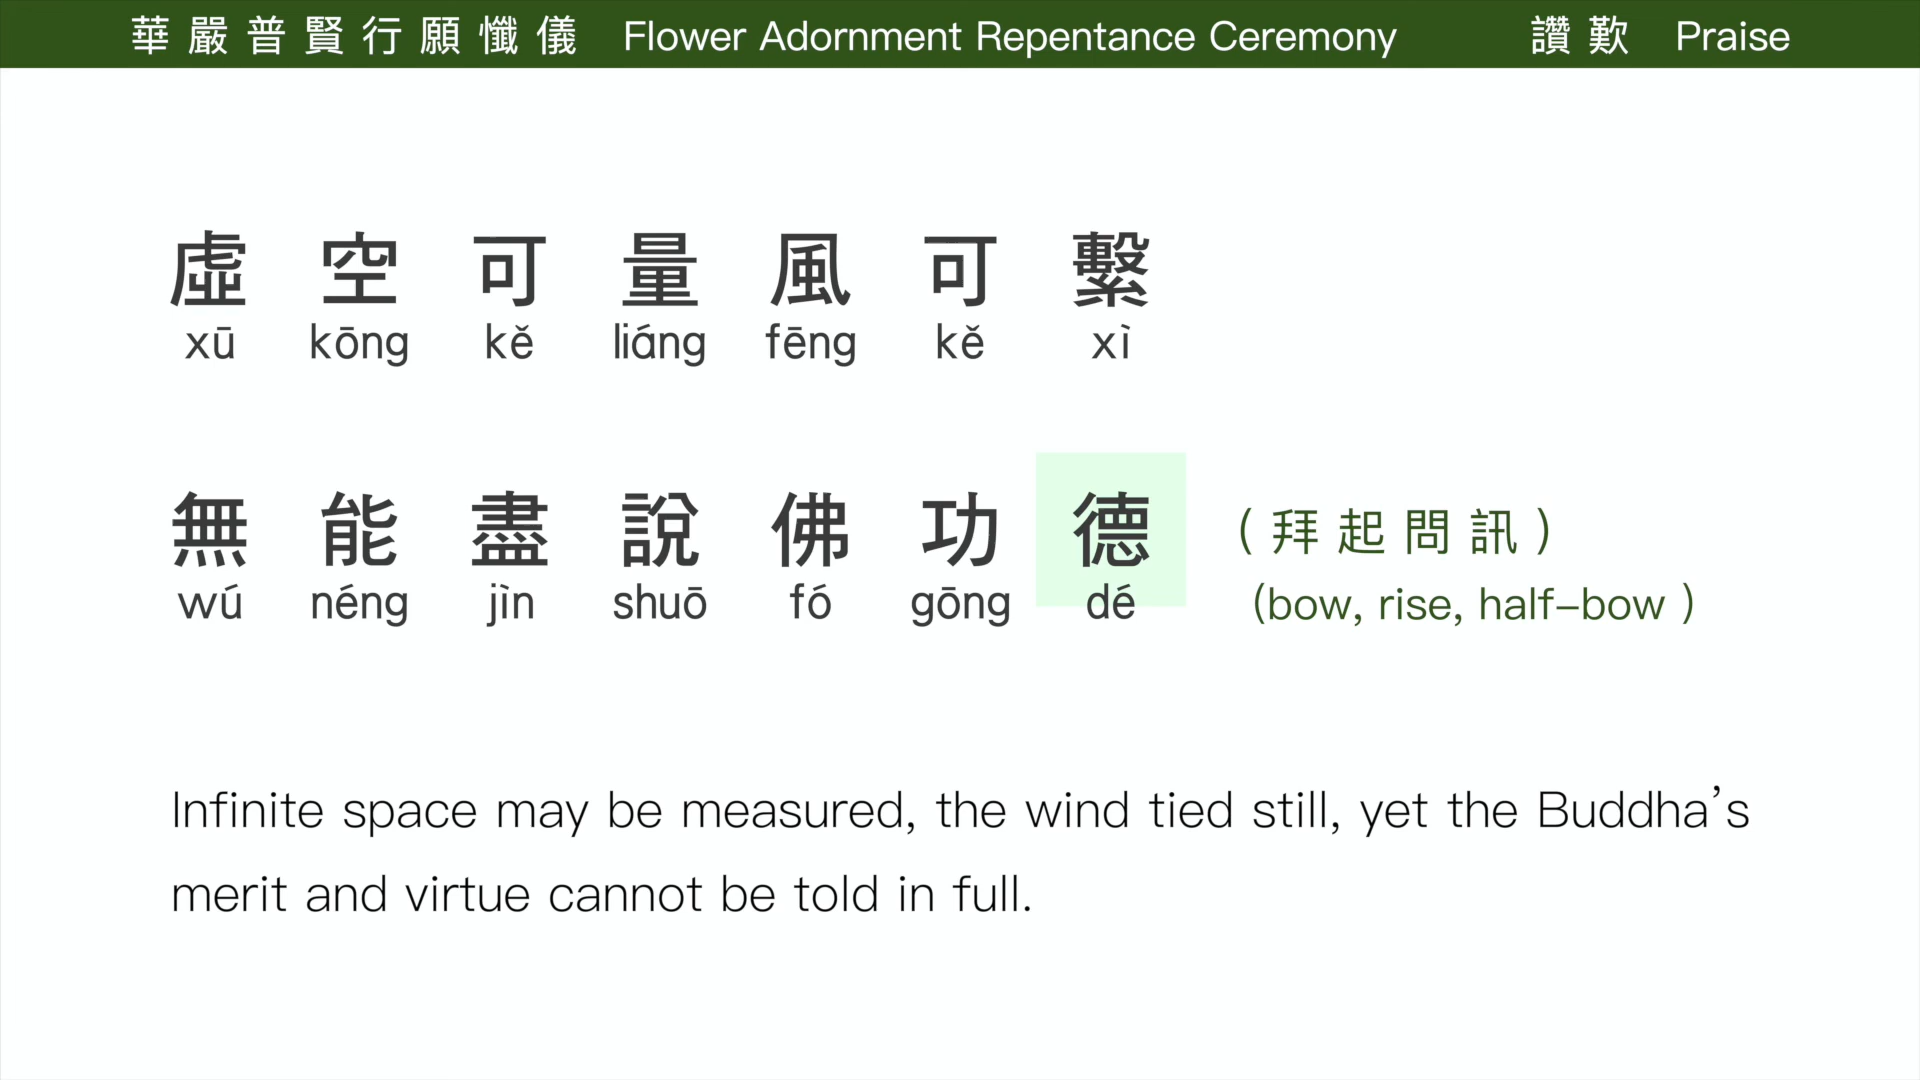 華嚴普賢行願懺儀 Flower Adornment Repentance Ceremony 讚歎 Praise
虛空可量風可繫
xū kōng kě liáng fēng kě xì
無能盡說佛功德 (拜起問訊)
wú néng jìn shuō fó gōng dé (bow, rise, half-bow )
Infinite space may be measured, the wind tied still, yet the Buddha's
merit and virtue cannot be told in full.